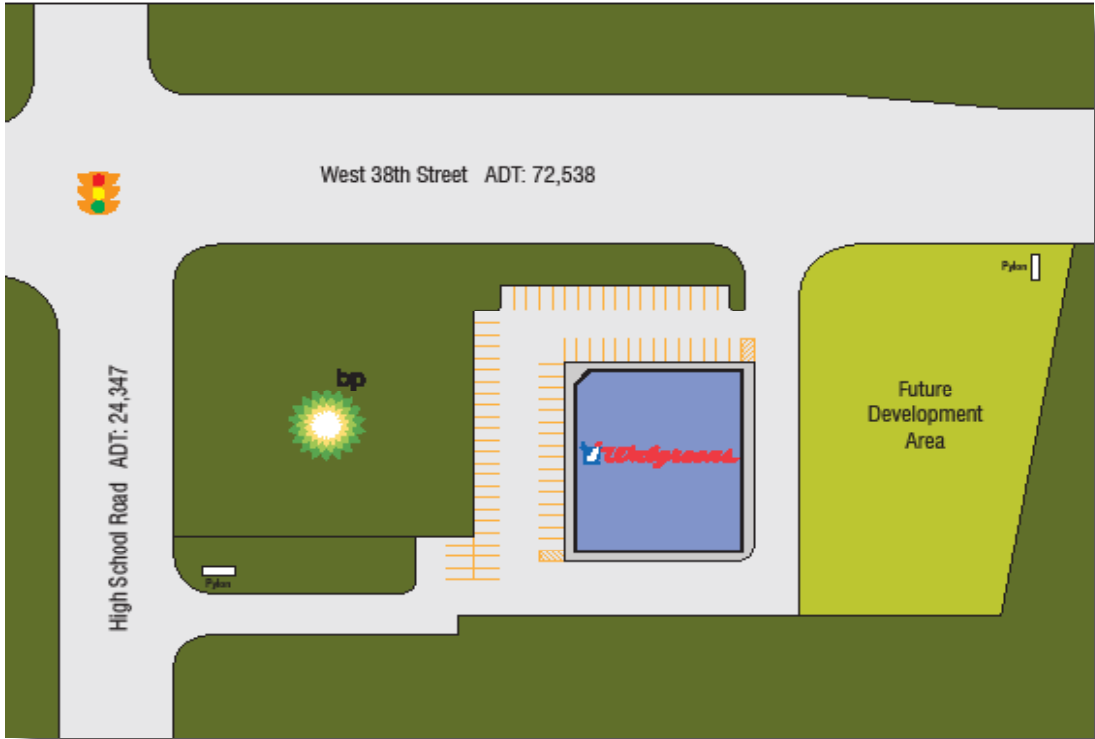 West 38th Street ADT: 72,538
Pylon
bp
High School Road ADT: 24,347
Future
Development
Area
Walgreens
Pylon